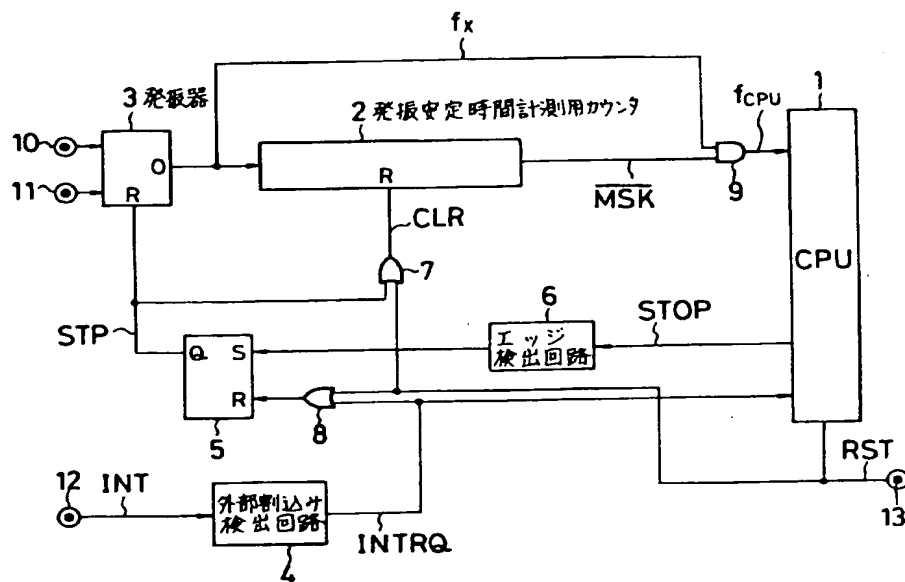 fx
3 発振器
2 発振安定時間計測用カウンタ
fCPU
1
10
11
O
R
R
MSK
9
CPU
CLR
7
STP
Q
S
R
5
8
6
エッジ
検出回路
STOP
12
INT
外部割込み
検出回路
4
INTRQ
RST
13